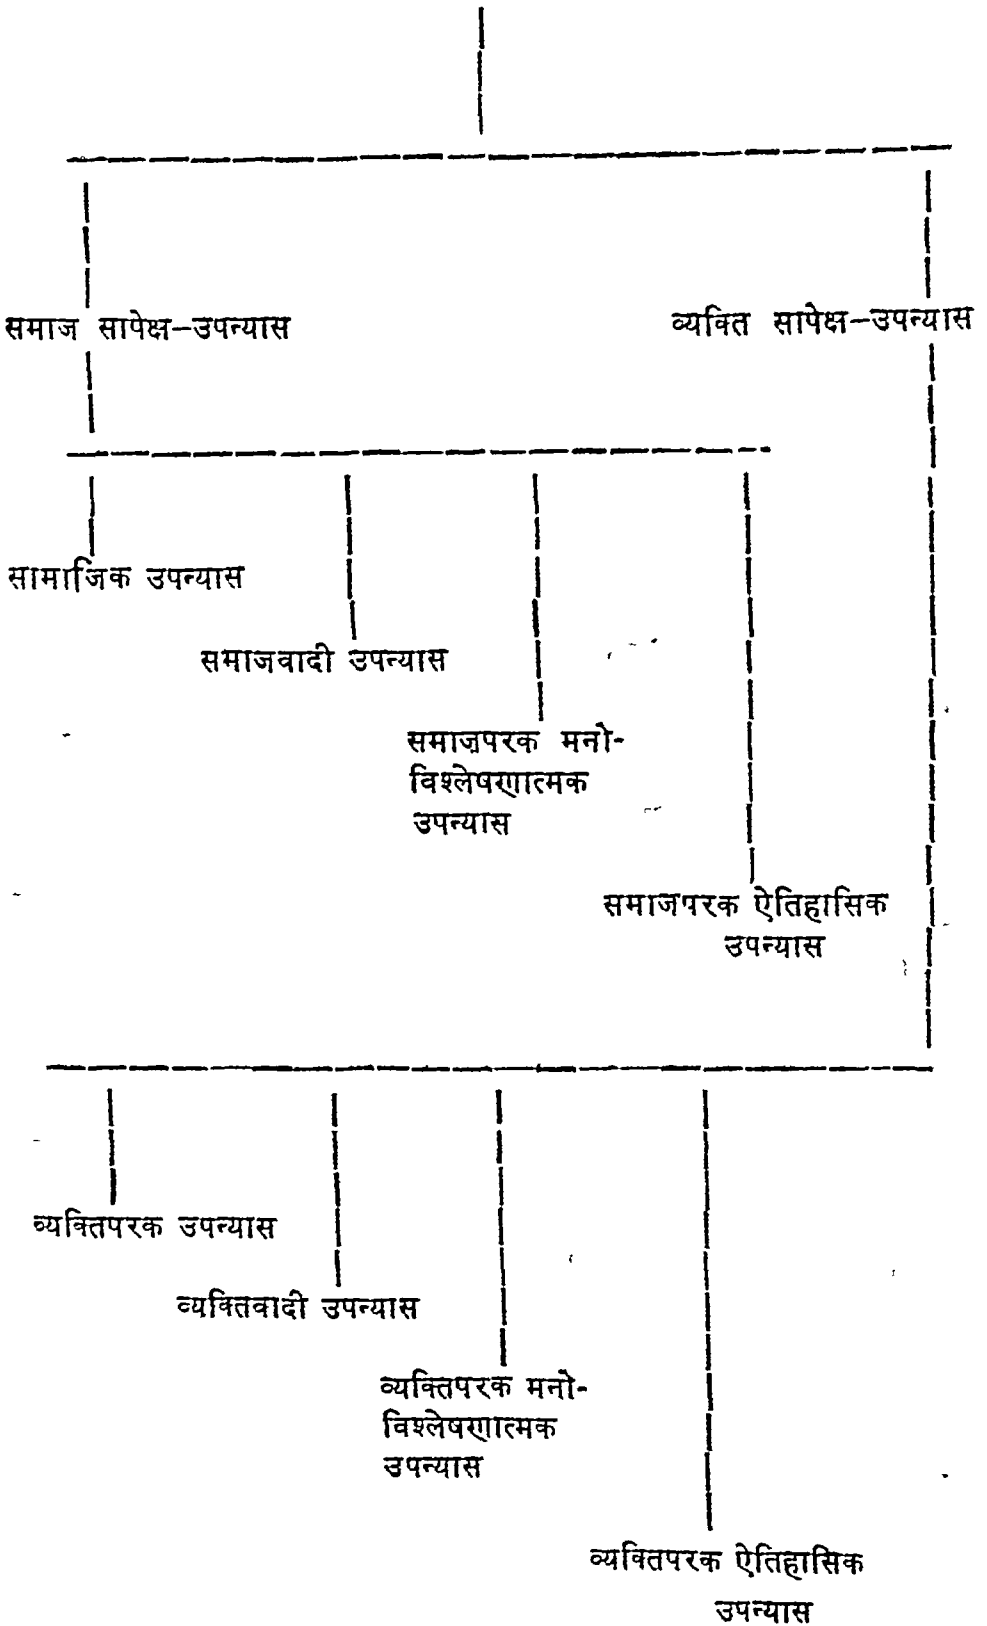 समाज सापेक्ष–उपन्यास
व्यक्ति सापेक्ष–उपन्यास
सामाजिक उपन्यास
समाजवादी उपन्यास
समाजपरक मनो-
विश्लेषणात्मक
उपन्यास
समाजपरक ऐतिहासिक
उपन्यास
व्यक्तिपरक उपन्यास
व्यक्तिवादी उपन्यास
व्यक्तिपरक मनो-
विश्लेषणात्मक
उपन्यास
व्यक्तिपरक ऐतिहासिक
उपन्यास